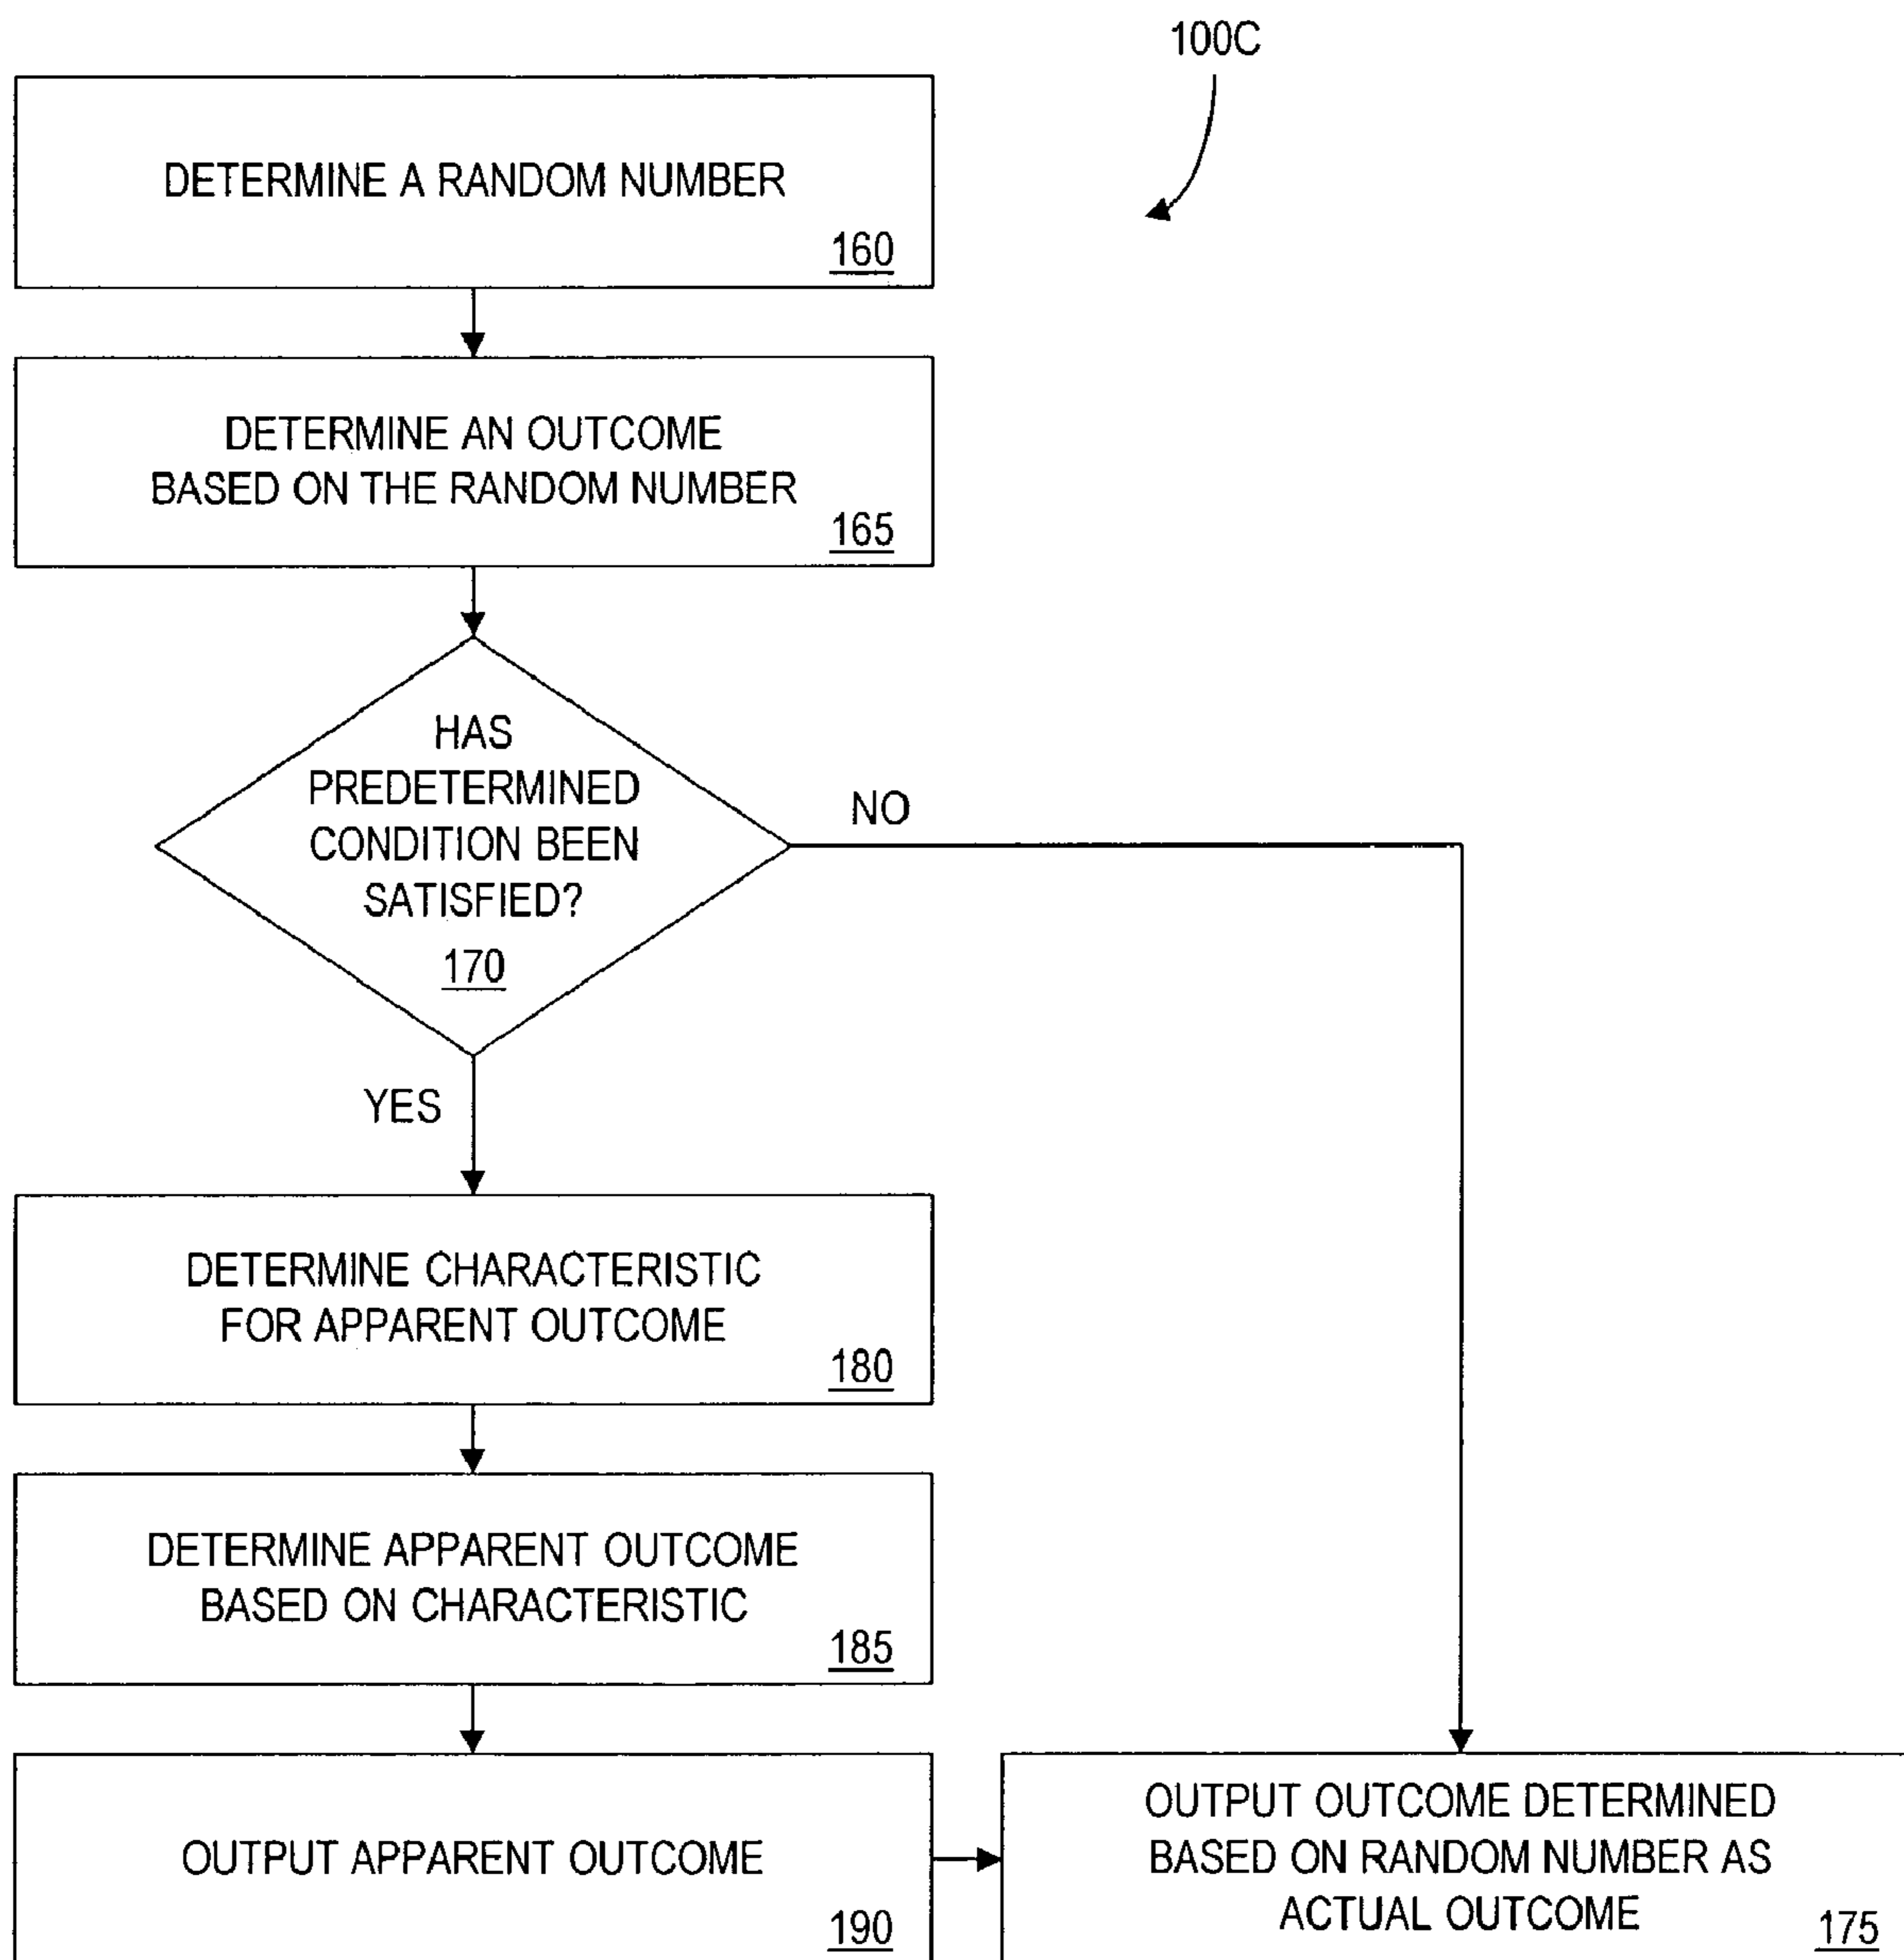 100C
DETERMINE A RANDOM NUMBER
160
DETERMINE AN OUTCOME
BASED ON THE RANDOM NUMBER
165
HAS
PREDETERMINED
CONDITION BEEN
SATISFIED?
170
NO
YES
DETERMINE CHARACTERISTIC
FOR APPARENT OUTCOME
180
DETERMINE APPARENT OUTCOME
BASED ON CHARACTERISTIC
185
OUTPUT APPARENT OUTCOME
190
OUTPUT OUTCOME DETERMINED
BASED ON RANDOM NUMBER AS
ACTUAL OUTCOME
175